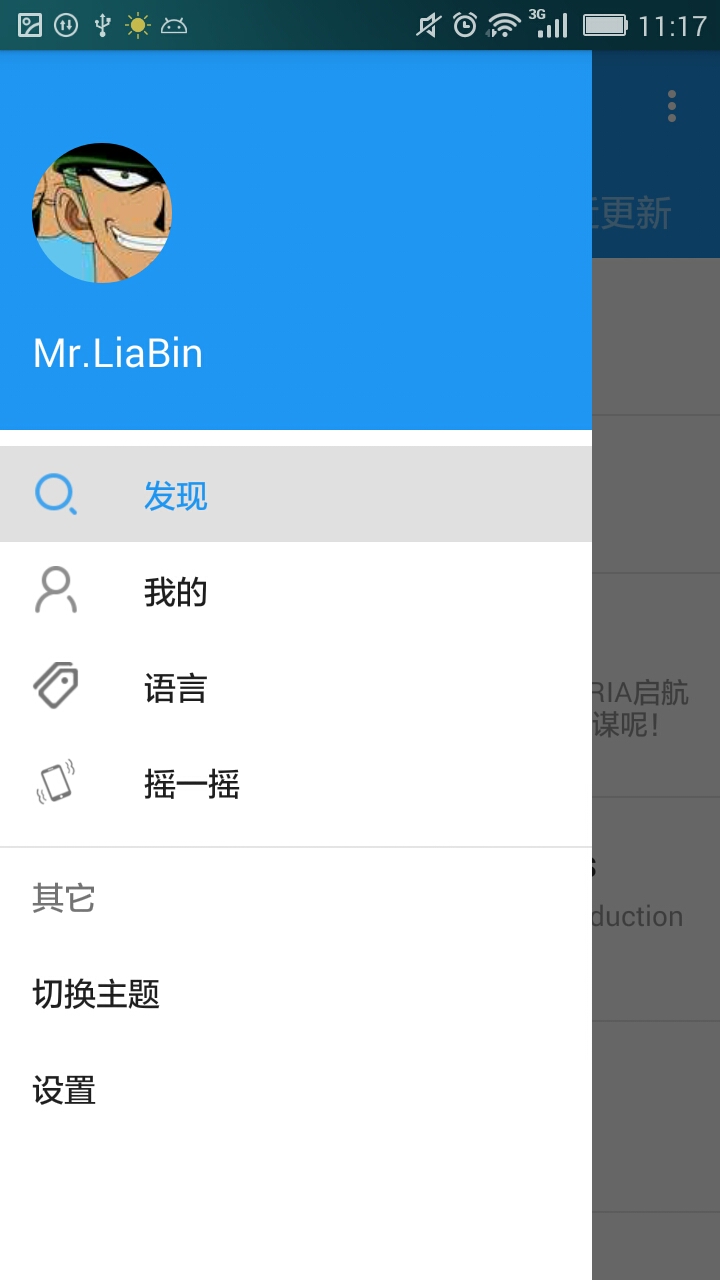 3G
11:17
更新
Mr.LiaBin
发现
我的
语言
RIA启航
谋呢！
摇一摇
s
duction
其它
切换主题
设置